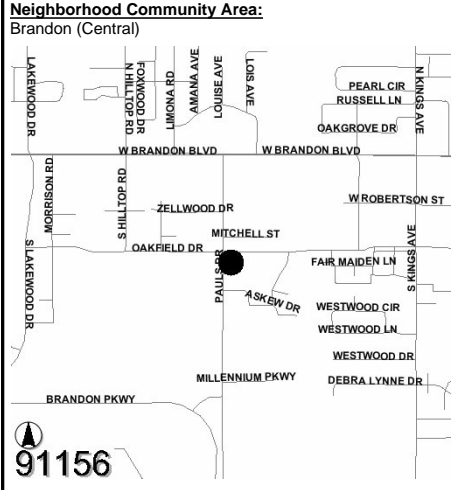 Neighborhood Community Area:
Brandon (Central)
LAKEWOOD DR
N HILLTOP RD
FOXWOOD DR
LIMONA RD
AMANA AVE
LOUISE AVE
LOIS AVE
N KINGS AVE
PEARL CIR
RUSSELL LN
OAKGROVE DR
W BRANDON BLVD
W BRANDON BLVD
MORRISON RD
S HILLTOP RD
W ROBERTSON ST
ZELLWOOD DR
MITCHELL ST
OAKFIELD DR
S LAKEWOOD DR
PAULS DR
FAIR MAIDEN LN
S KINGS AVE
ASKEW DR
WESTWOOD CIR
WESTWOOD LN
WESTWOOD DR
MILLENNIUM PKWY
DEBRA LYNNE DR
BRANDON PKWY
91156